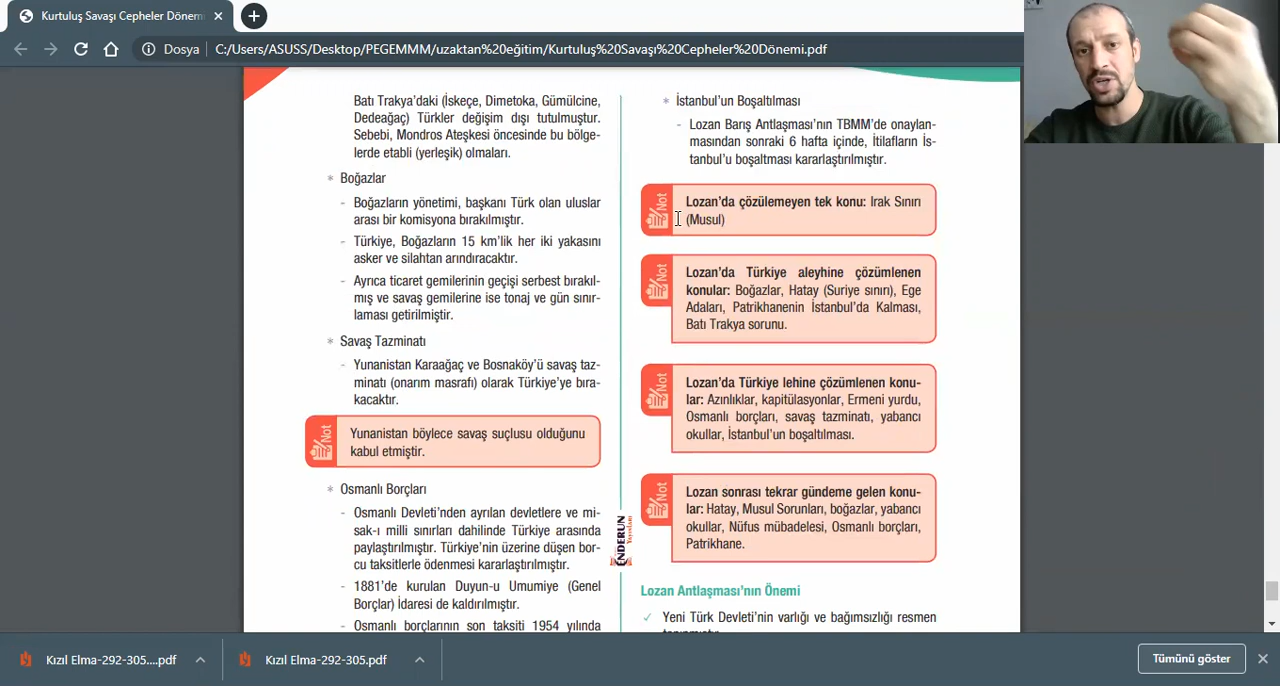 Kurtuluş Savaşı Cepheler Dönemi
Dosya
C:/Users/ASUSS/Desktop/PEGEMMM/uzaktan%20eğitim/Kurtuluş%20Savaşı%20Cepheler%20Dönemi.pdf
Batı Trakya'daki (İskeçe, Dimetoka, Gümülcine,
Dedeağaç) Türkler değişim dışı tutulmuştur.
Sebebi, Mondros Ateşkesi öncesinde bu bölge-
lerde etabli (yerleşik) olmaları.
* Boğazlar
- Boğazların yönetimi, başkanı Türk olan uluslar
arası bir komisyona bırakılmıştır.
- Türkiye, Boğazların 15 km'lik her iki yakasını
asker ve silahtan arındıracaktır.
- Ayrıca ticaret gemilerinin geçişi serbest bırakıl-
mış ve savaş gemilerine ise tonaj ve gün sınır-
laması getirilmiştir.
* Savaş Tazminatı
- Yunanistan Karaağaç ve Bosnaköy'ü savaş taz-
minatı (onarım masrafı) olarak Türkiye'ye bıra-
kacaktır.
Not
Yunanistan böylece savaş suçlusu olduğunu
kabul etmiştir.
* Osmanlı Borçları
- Osmanlı Devleti'nden ayrılan devletlere ve mi-
sak-ı milli sınırları dahilinde Türkiye arasında
paylaştırılmıştır. Türkiye'nin üzerine düşen bor-
cu taksitlerle ödenmesi kararlaştırılmıştır.
- 1881'de kurulan Duyun-u Umumiye (Genel
Borçlar) İdaresi de kaldırılmıştır.
- Osmanlı borçlarının son taksiti 1954 yılında
ENDERUN
Yayınları
* İstanbul'un Boşaltılması
- Lozan Barış Antlaşması'nın TBMM'de onaylan-
masından sonraki 6 hafta içinde, İtilafların İs-
tanbul'u boşaltması kararlaştırılmıştır.
Not
Lozan'da çözülemeyen tek konu: Irak Sınırı
(Musul)
Not
Lozan'da Türkiye aleyhine çözümlenen
konular: Boğazlar, Hatay (Suriye sınırı), Ege
Adaları, Patrikhanenin İstanbul'da Kalması,
Batı Trakya sorunu.
Not
Lozan'da Türkiye lehine çözümlenen konu-
lar: Azınlıklar, kapitülasyonlar, Ermeni yurdu,
Osmanlı borçları, savaş tazminatı, yabancı
okullar, İstanbul'un boşaltılması.
Not
Lozan sonrası tekrar gündeme gelen konu-
lar: Hatay, Musul Sorunları, boğazlar, yabancı
okullar, Nüfus mübadelesi, Osmanlı borçları,
Patrikhane.
Lozan Antlaşması'nın Önemi
✓ Yeni Türk Devleti'nin varlığı ve bağımsızlığı resmen
Kızıl Elma-292-305....pdf
Kızıl Elma-292-305.pdf
Tümünü göster